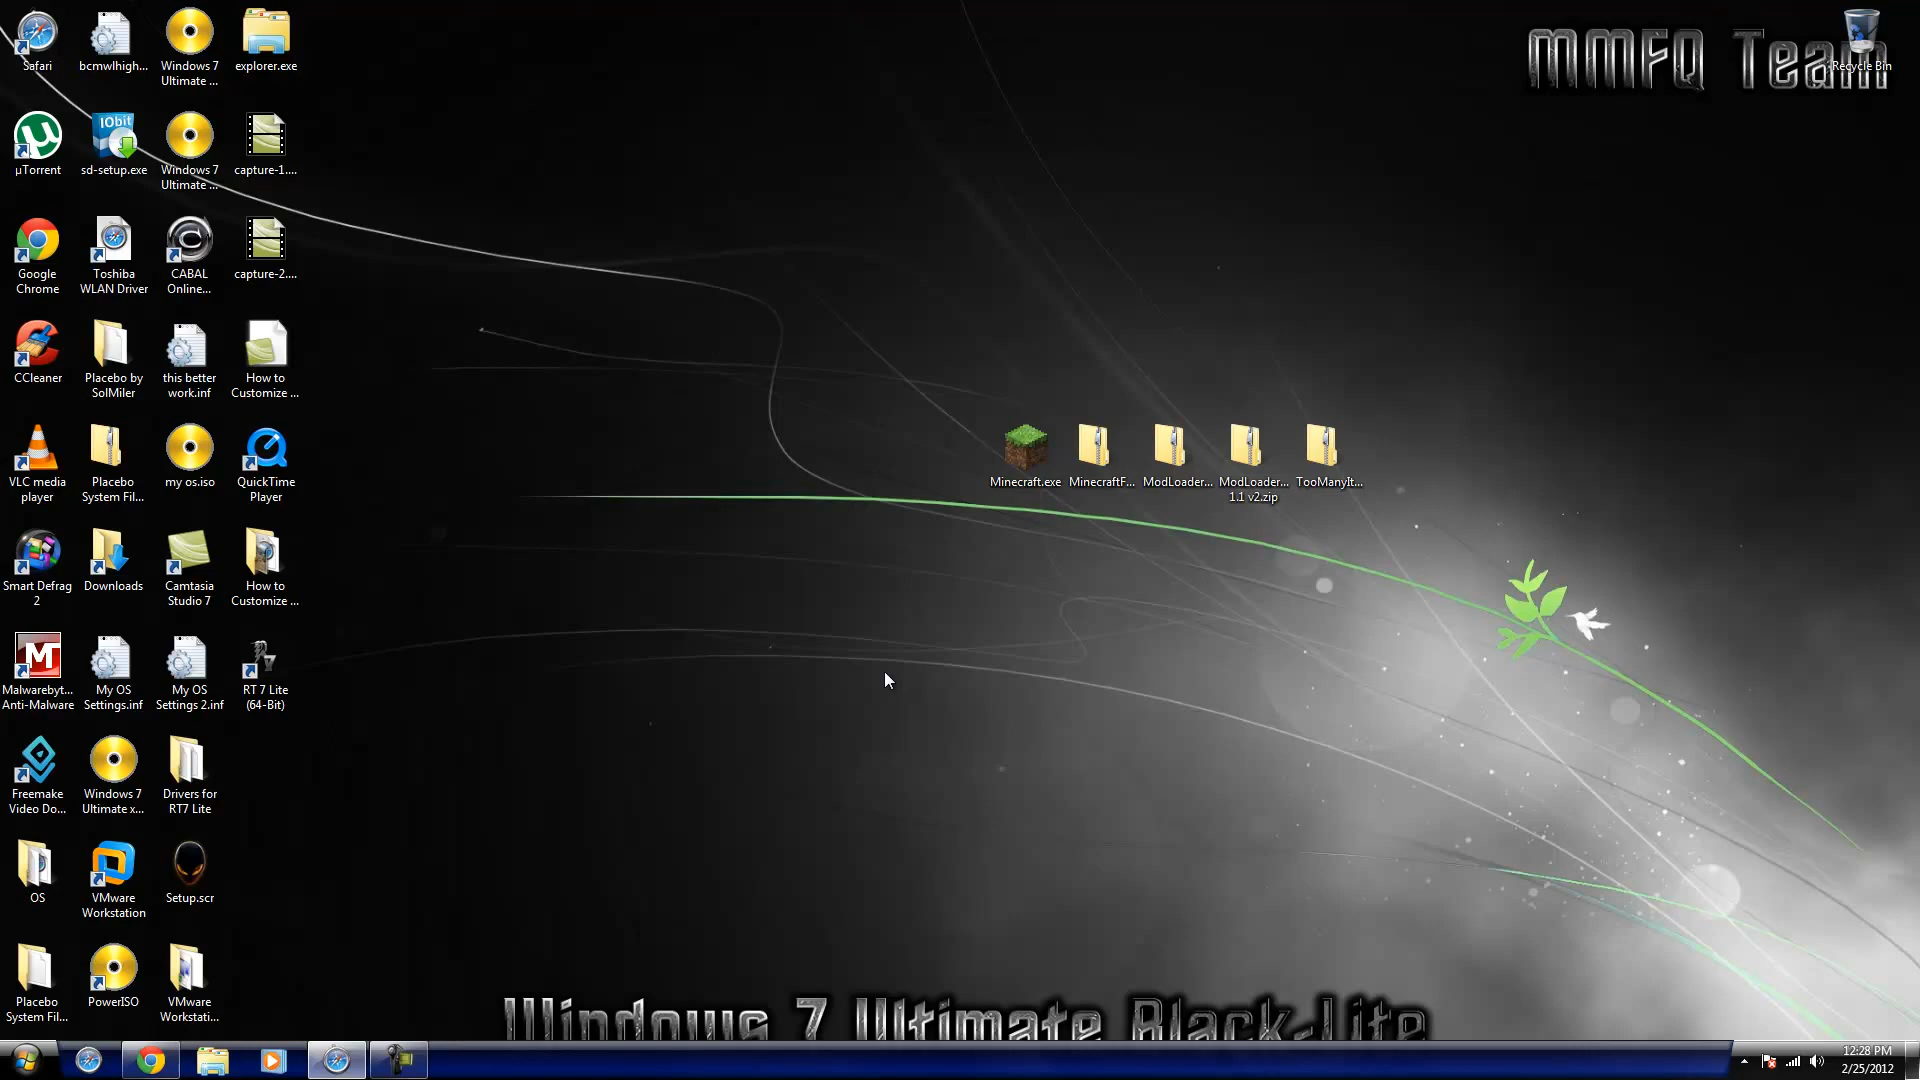 MMFQ Team
Recycle Bin
Safari
bcmwlhigh...
Windows 7
Ultimate ...
explorer.exe
µTorrent
IObit
sd-setup.exe
Windows 7
Ultimate ...
capture-1....
Google
Chrome
Toshiba
WLAN Driver
CABAL
Online...
capture-2....
CCleaner
Placebo by
SolMiler
this better
work.inf
How to
Customize ...
VLC media
player
Placebo
System Fil...
my os.iso
QuickTime
Player
Minecraft.exe
MinecraftF...
ModLoader...
ModLoader...
1.1 v2.zip
TooManyIt...
Smart Defrag
2
Downloads
Camtasia
Studio 7
How to
Customize ...
Malwarebyt...
Anti-Malware
My OS
Settings.inf
My OS
Settings 2.inf
RT 7 Lite
(64-Bit)
Freemake
Video Do...
Windows 7
Ultimate x...
Drivers for
RT7 Lite
OS
VMware
Workstation
Setup.scr
Placebo
System Fil...
PowerISO
VMware
Workstati...
Windows 7 Ultimate Black-Lite
12:28 PM
2/25/2012